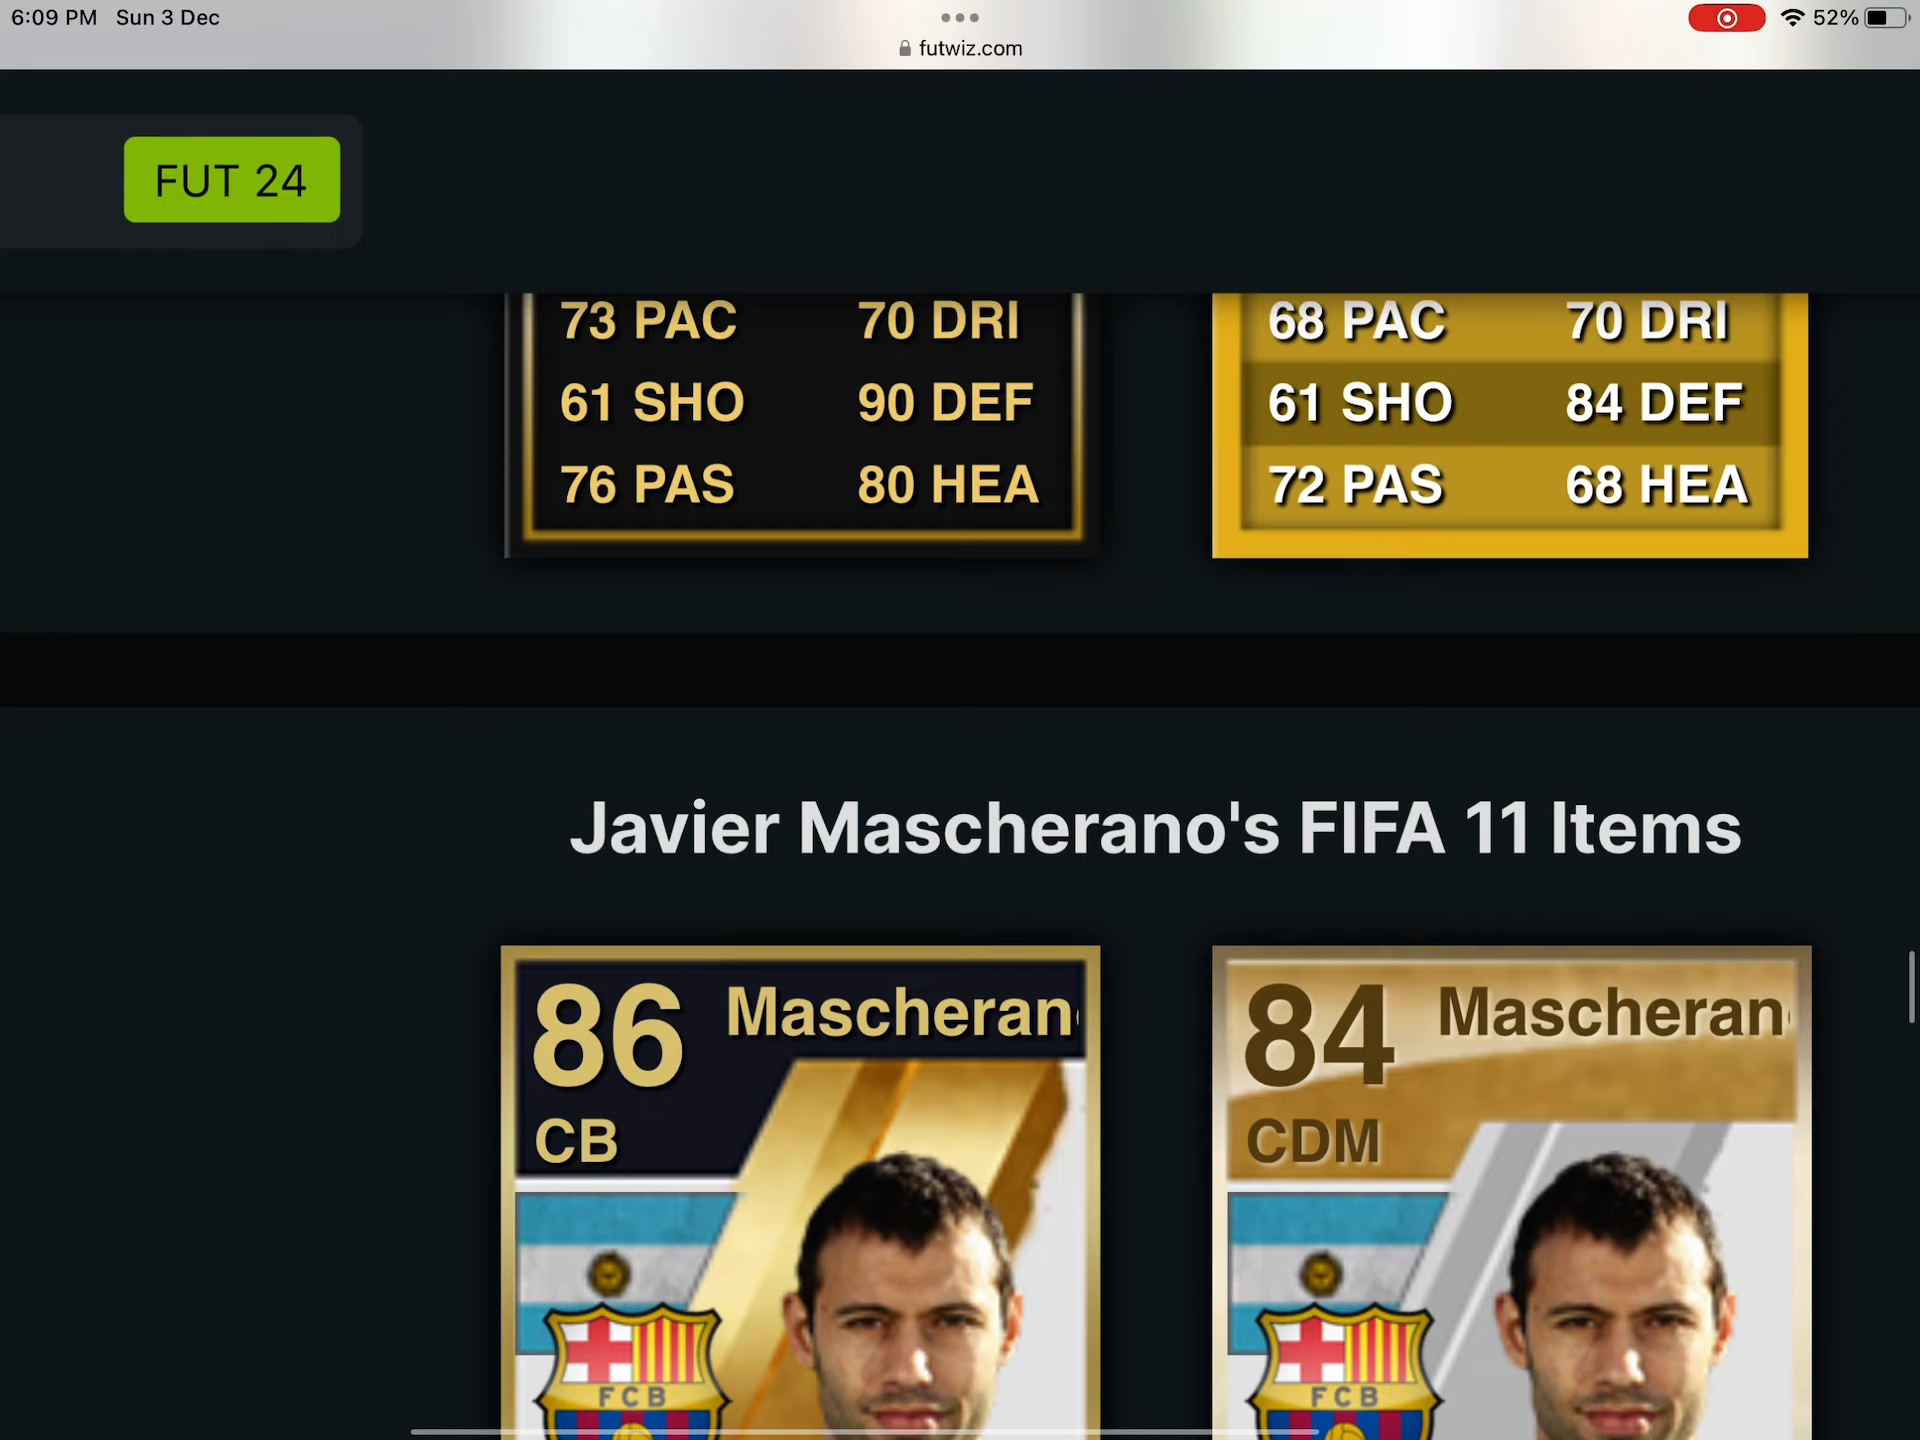 6:09 PM Sun 3 Dec
52%
futwiz.com
FUT 24
73 PAC 70 DRI
61 SHO 90 DEF
76 PAS 80 HEA
68 PAC 70 DRI
61 SHO 84 DEF
72 PAS 68 HEA
Javier Mascherano's FIFA 11 Items
86 Mascheran
CB
FCB
84 Mascheran
CDM
FCB